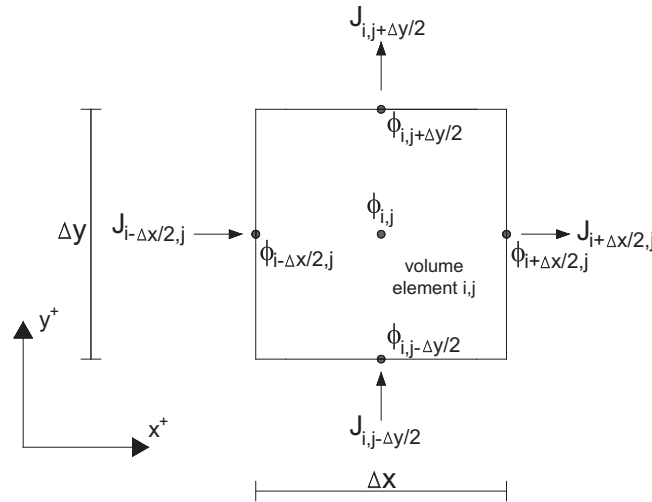 J_{i,j+Δy/2}
ϕ_{i,j+Δy/2}
ϕ_{i,j}
Δy
J_{i-Δx/2,j}
J_{i+Δx/2,j}
ϕ_{i-Δx/2,j}
ϕ_{i+Δx/2,j}
volume
element i,j
y⁺
ϕ_{i,j-Δy/2}
x⁺
J_{i,j-Δy/2}
Δx